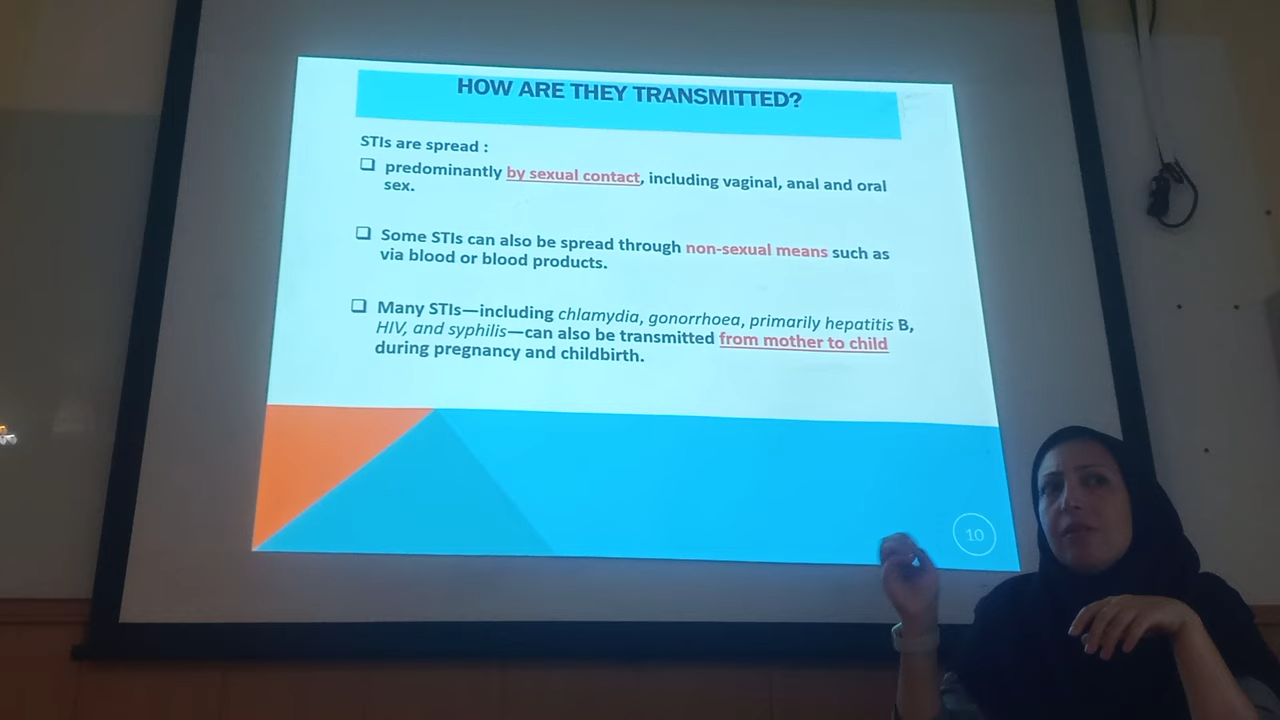 HOW ARE THEY TRANSMITTED?
STIs are spread :
❑ predominantly by sexual contact, including vaginal, anal and oral
sex.
❑ Some STIs can also be spread through non-sexual means such as
via blood or blood products.
❑ Many STIs—including chlamydia, gonorrhoea, primarily hepatitis B,
HIV, and syphilis—can also be transmitted from mother to child
during pregnancy and childbirth.
10